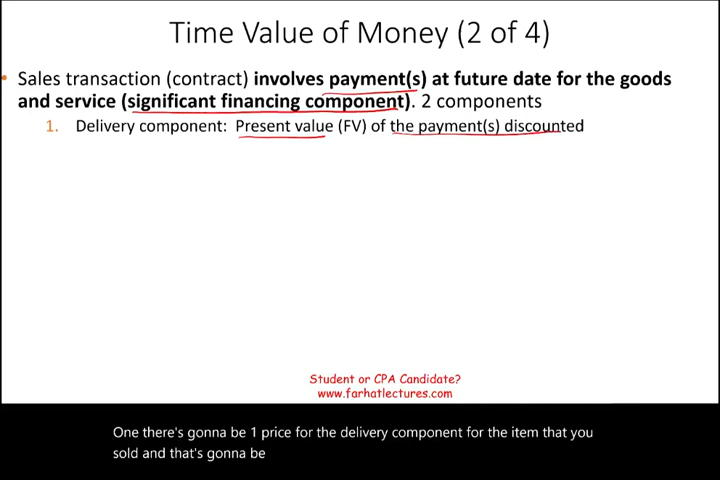 Time Value of Money (2 of 4)
• Sales transaction (contract) involves payment(s) at future date for the goods
and service (significant financing component). 2 components
1. Delivery component: Present value (FV) of the payment(s) discounted
Student or CPA Candidate?
www.farhatlectures.com
One there's gonna be 1 price for the delivery component for the item that you
sold and that's gonna be